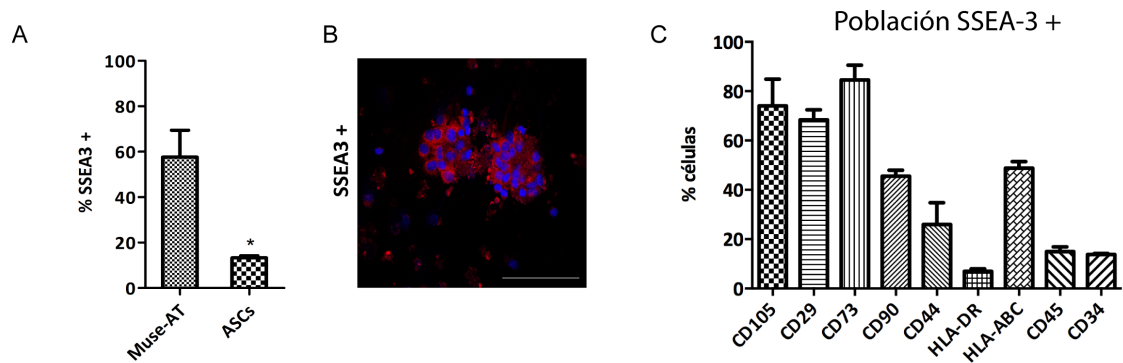 A
% SSEA3 +
100
80
60
40
20
0
*
Muse-AT
ASCs
B
SSEA3 +
C
Población SSEA-3 +
% células
100
80
60
40
20
0
CD105
CD29
CD73
CD90
CD44
HLA-DR
HLA-ABC
CD45
CD34